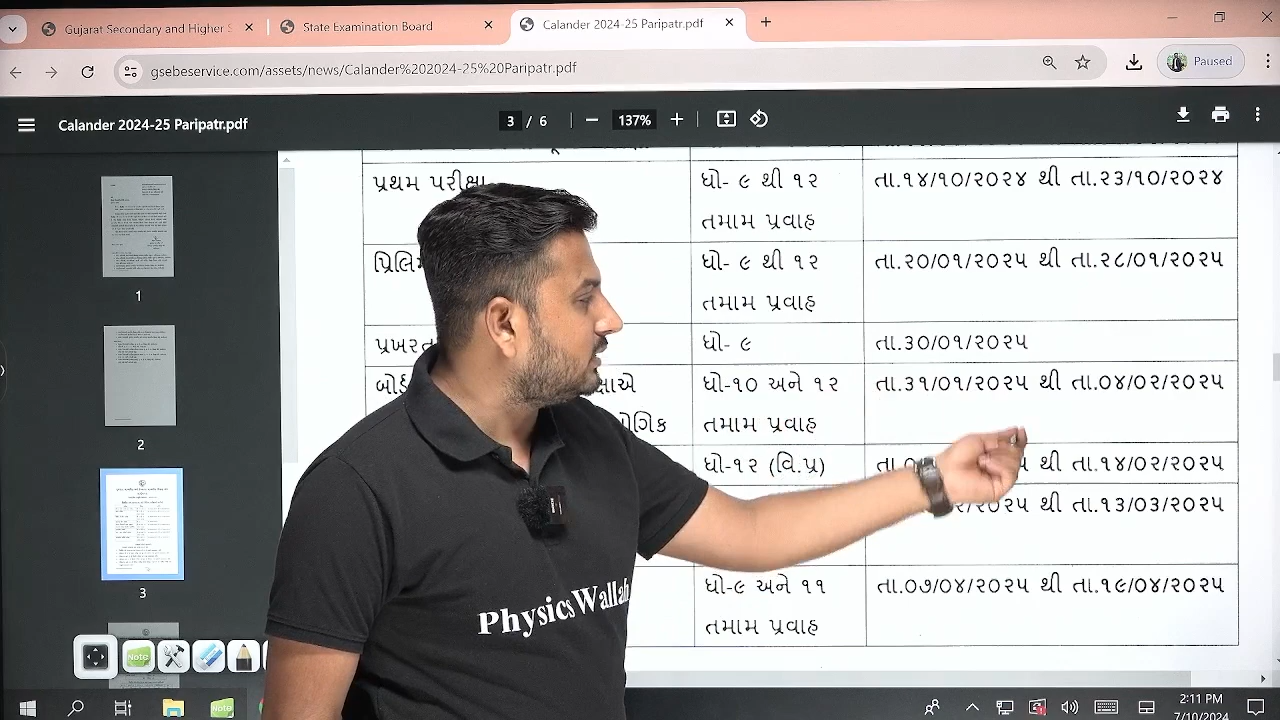 Gujarat Secondary and Higher S
State Examination Board
Calander 2024-25 Paripatr.pdf
gsebeservice.com/assets/news/Calander%202024-25%20Paripatr.pdf
Paused
Calander 2024-25 Paripatr.pdf
3 / 6
137%
પ્રથમ પરીક્ષા
ધો- ૯ થી ૧૨
તા.૧૪/૧૦/૨૦૨૪ થી તા.૨૩/૧૦/૨૦૨૪
તમામ પ્રવાહ
ધો- ૯ થી ૧૨
તા.૨૦/૦૧/૨૦૨૫ થી તા.૨૮/૦૧/૨૦૨૫
તમામ પ્રવાહ
ધો- ૯
તા.૩૦/૦૧/૨૦૨૫
ધો-૧૦ અને ૧૨
તા.૩૧/૦૧/૨૦૨૫ થી તા.૦૪/૦૨/૨૦૨૫
તમામ પ્રવાહ
ધો-૧૨ (વિ.પ્ર)
થી તા.૧૪/૦૨/૨૦૨૫
થી તા.૧૩/૦૩/૨૦૨૫
ધો-૯ અને ૧૧
તા.૦૭/૦૪/૨૦૨૫ થી તા.૧૯/૦૪/૨૦૨૫
તમામ પ્રવાહ
1
2
3
PhysicsWallah
Note
Note
2:11 PM